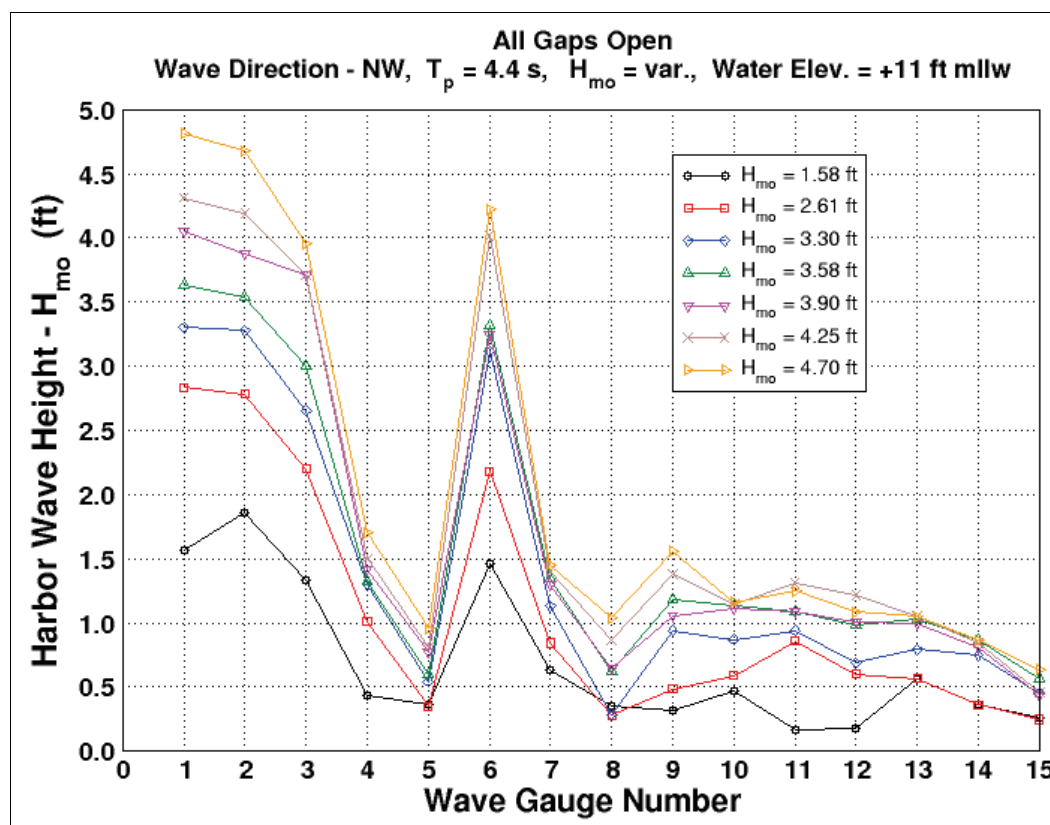 All Gaps Open
Wave Direction - NW, Tp = 4.4 s, Hmo = var., Water Elev. = +11 ft mllw
Harbor Wave Height - Hmo (ft)
5.0
4.5
4.0
3.5
3.0
2.5
2.0
1.5
1.0
0.5
0.0
Hmo = 1.58 ft
Hmo = 2.61 ft
Hmo = 3.30 ft
Hmo = 3.58 ft
Hmo = 3.90 ft
Hmo = 4.25 ft
Hmo = 4.70 ft
0 1 2 3 4 5 6 7 8 9 10 11 12 13 14 15
Wave Gauge Number